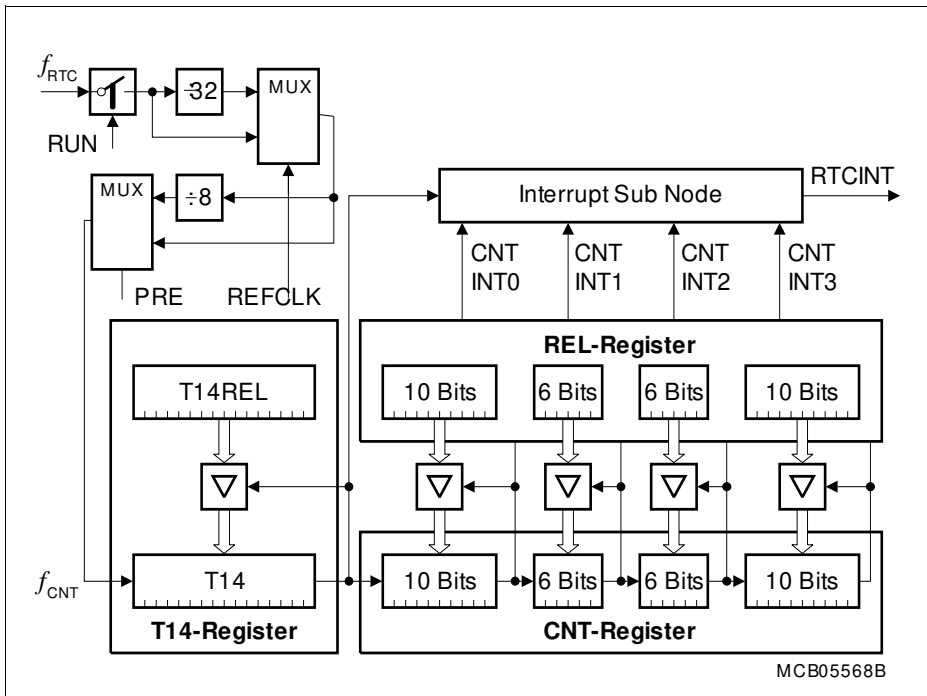 fRTC
÷32
MUX
RUN
MUX
÷8
PRE
REFCLK
Interrupt Sub Node
RTCINT
CNT INT0
CNT INT1
CNT INT2
CNT INT3
REL-Register
T14REL
10 Bits
6 Bits
6 Bits
10 Bits
fCNT
T14
10 Bits
6 Bits
6 Bits
10 Bits
T14-Register
CNT-Register
MCB05568B